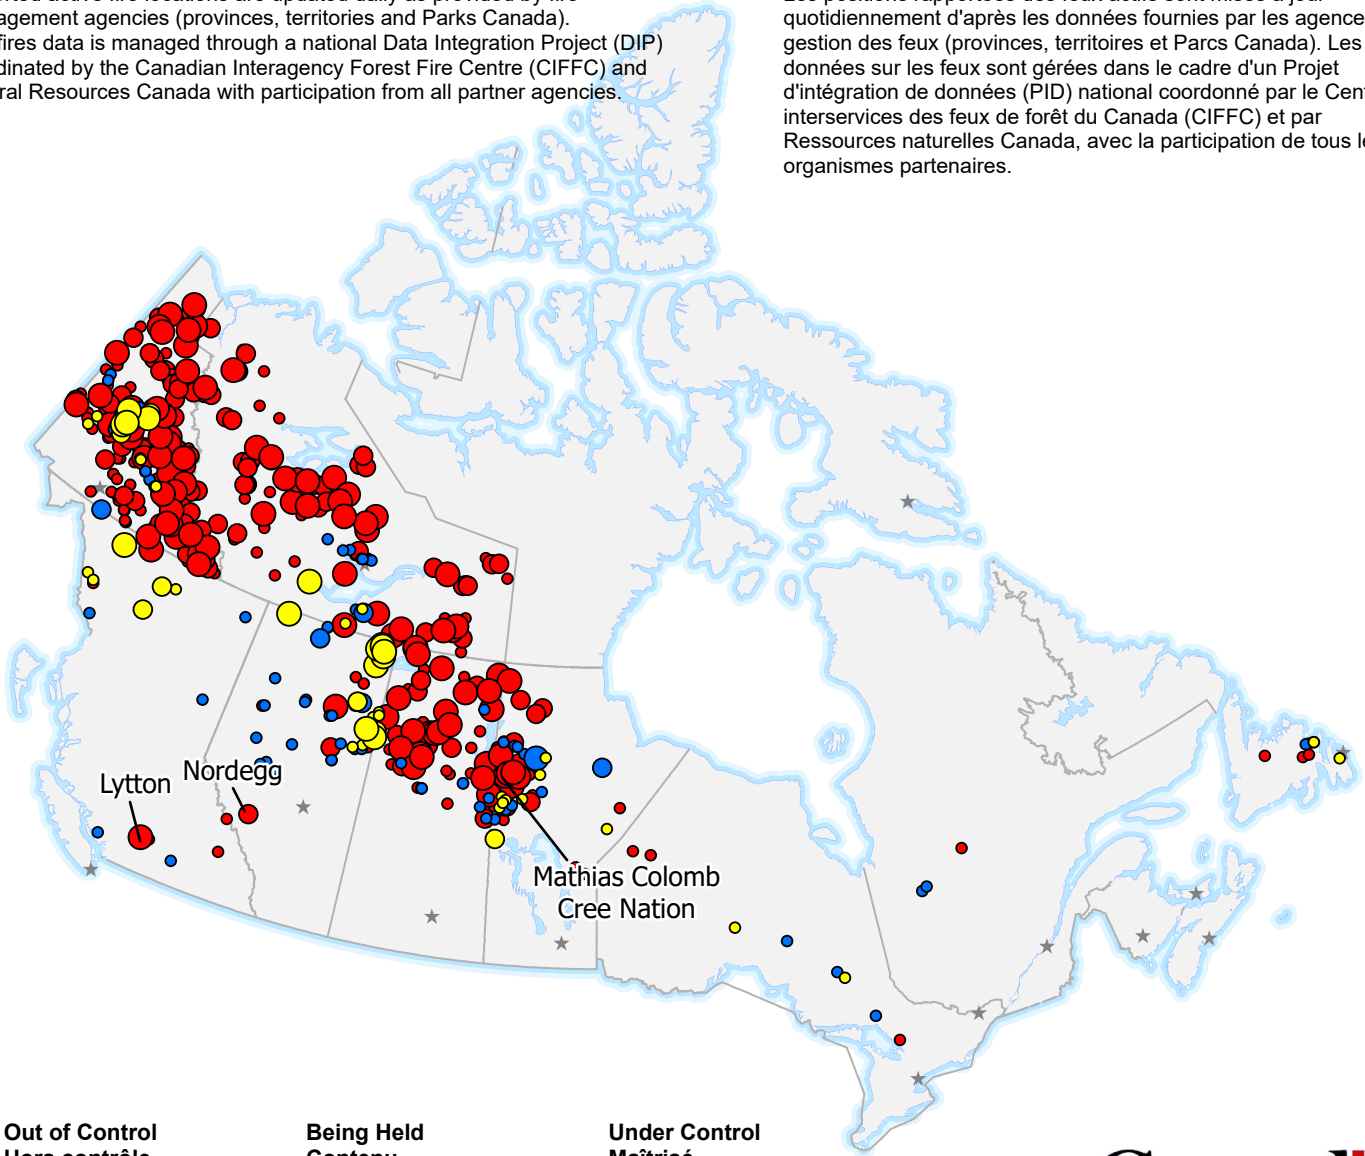 agement agencies (provinces, territories and Parks Canada).
fires data is managed through a national Data Integration Project (DIP)
dinated by the Canadian Interagency Forest Fire Centre (CIFFC) and
ral Resources Canada with participation from all partner agencies.
quotidiennement d'après les données fournies par les agence
gestion des feux (provinces, territoires et Parcs Canada). Les
données sur les feux sont gérées dans le cadre d'un Projet
d'intégration de données (PID) national coordonné par le Cent
interservices des feux de forêt du Canada (CIFFC) et par
Ressources naturelles Canada, avec la participation de tous le
organismes partenaires.
Lytton
Nordegg
Mathias Colomb
Cree Nation
Out of Control
Being Held
Under Control